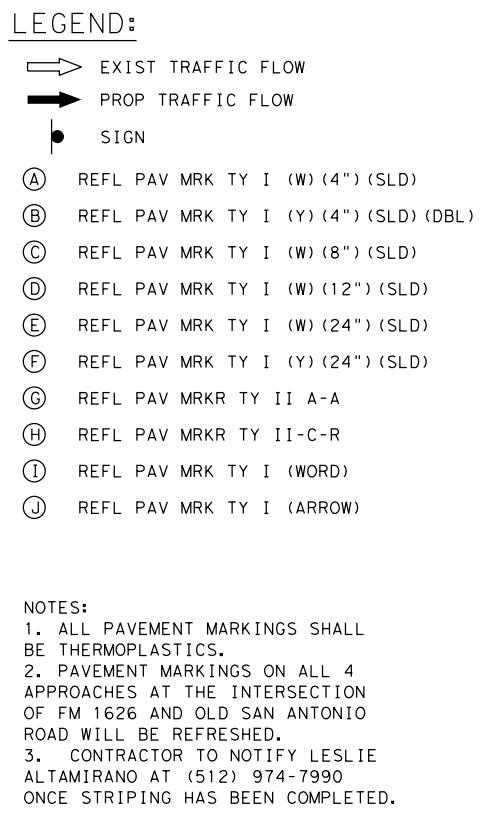 LEGEND:
EXIST TRAFFIC FLOW
PROP TRAFFIC FLOW
SIGN
A REFL PAV MRK TY I (W)(4")(SLD)
B REFL PAV MRK TY I (Y)(4")(SLD)(DBL)
C REFL PAV MRK TY I (W)(8")(SLD)
D REFL PAV MRK TY I (W)(12")(SLD)
E REFL PAV MRK TY I (W)(24")(SLD)
F REFL PAV MRK TY I (Y)(24")(SLD)
G REFL PAV MRKR TY II A-A
H REFL PAV MRKR TY II-C-R
I REFL PAV MRK TY I (WORD)
J REFL PAV MRK TY I (ARROW)
NOTES:
1. ALL PAVEMENT MARKINGS SHALL
BE THERMOPLASTICS.
2. PAVEMENT MARKINGS ON ALL 4
APPROACHES AT THE INTERSECTION
OF FM 1626 AND OLD SAN ANTONIO
ROAD WILL BE REFRESHED.
3. CONTRACTOR TO NOTIFY LESLIE
ALTAMIRANO AT (512) 974-7990
ONCE STRIPING HAS BEEN COMPLETED.